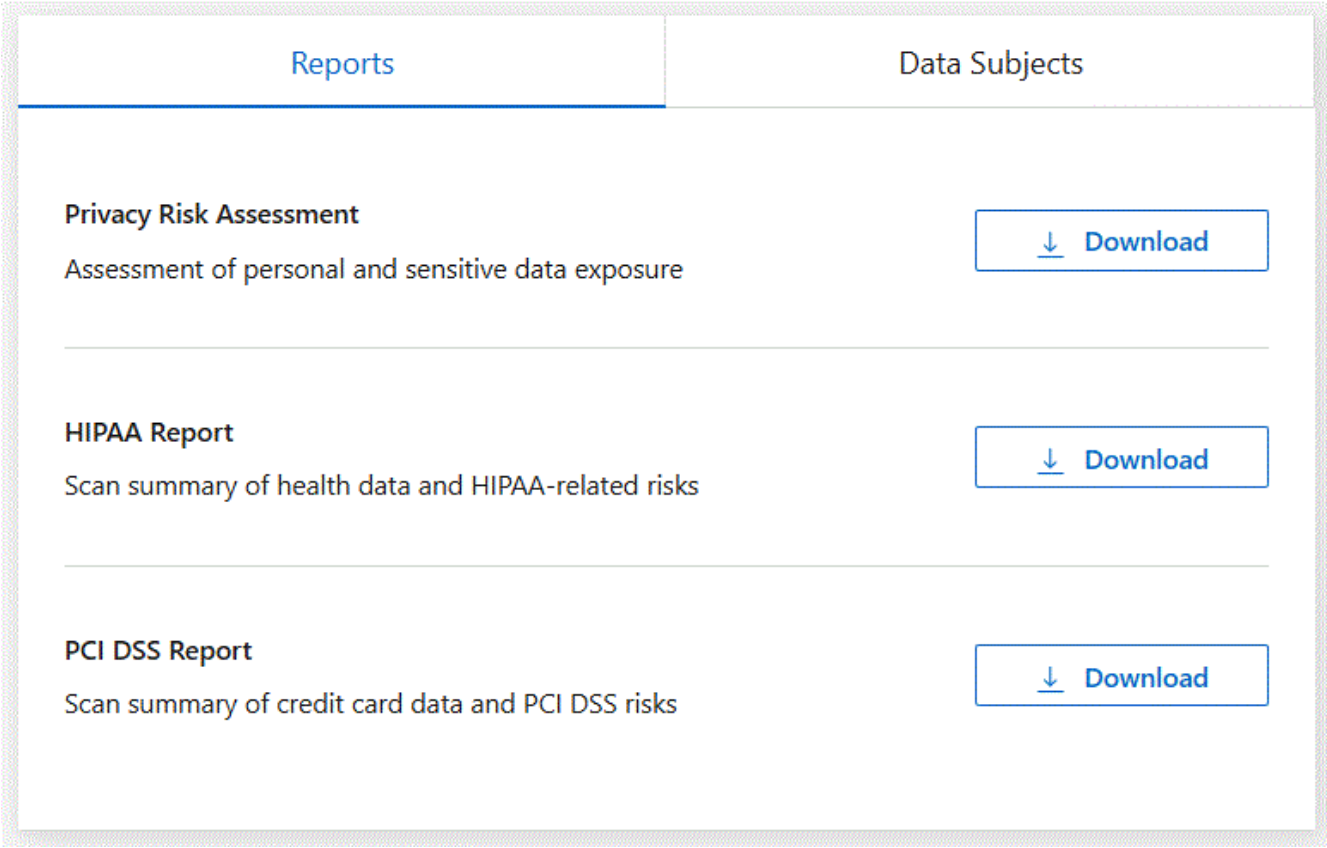 Reports
Data Subjects
Privacy Risk Assessment
Assessment of personal and sensitive data exposure
Download
HIPAA Report
Scan summary of health data and HIPAA-related risks
Download
PCI DSS Report
Scan summary of credit card data and PCI DSS risks
Download